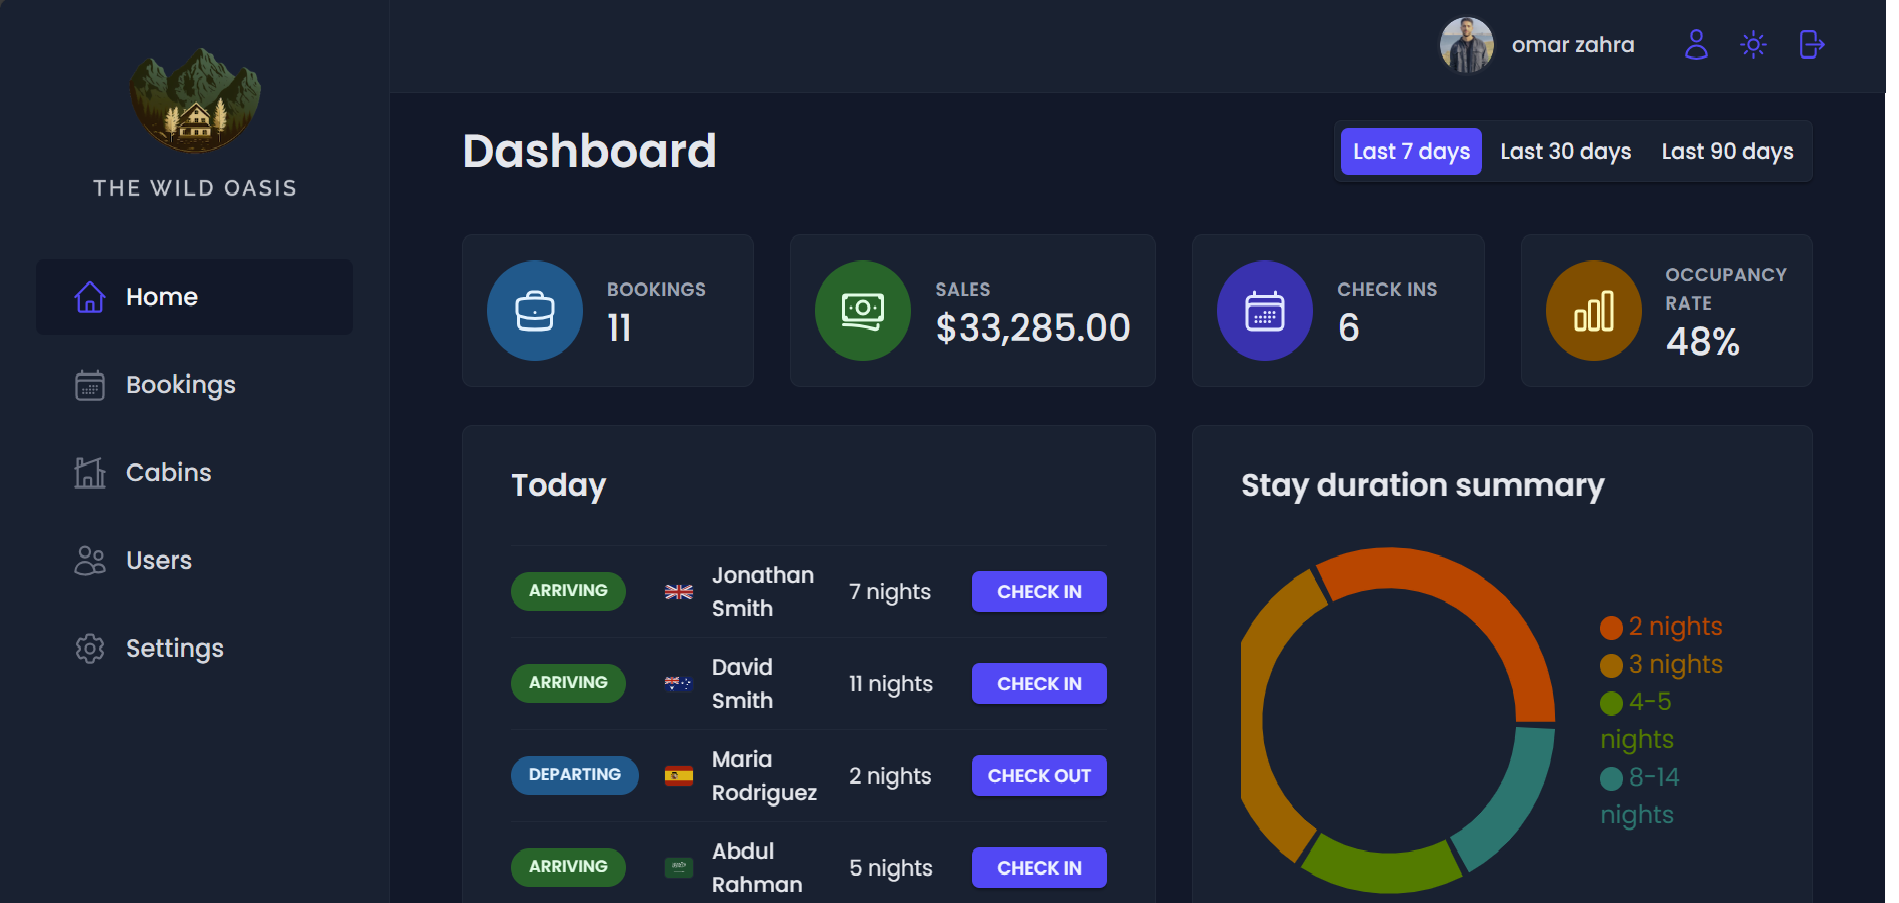 THE WILD OASIS
Home
Bookings
Cabins
Users
Settings
omar zahra
Dashboard
Last 7 days
Last 30 days
Last 90 days
BOOKINGS
11
SALES
$33,285.00
CHECK INS
6
OCCUPANCY
RATE
48%
Today
ARRIVING
Jonathan
Smith
7 nights
CHECK IN
ARRIVING
David
Smith
11 nights
CHECK IN
DEPARTING
Maria
Rodriguez
2 nights
CHECK OUT
ARRIVING
Abdul
Rahman
5 nights
CHECK IN
Stay duration summary
2 nights
3 nights
4-5
nights
8-14
nights